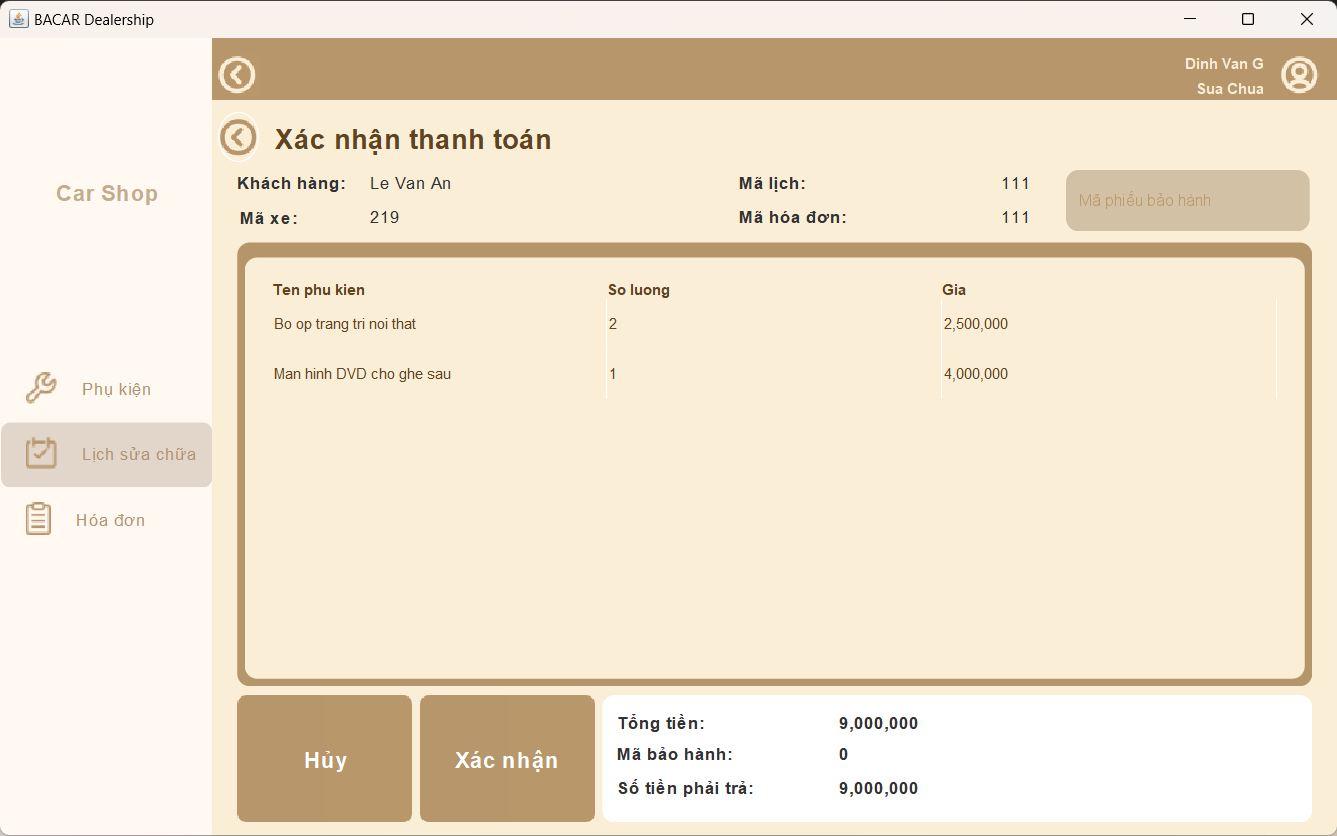 BACAR Dealership
Dinh Van G
Sua Chua
Car Shop
Phụ kiện
Lịch sửa chữa
Hóa đơn
Xác nhận thanh toán
Khách hàng: Le Van An Mã lịch: 111
Mã xe: 219 Mã hóa đơn: 111
Mã phiếu bảo hành
Ten phu kien So luong Gia
Bo op trang tri noi that 2 2,500,000
Man hinh DVD cho ghe sau 1 4,000,000
Hủy
Xác nhận
Tổng tiền: 9,000,000
Mã bảo hành: 0
Số tiền phải trả: 9,000,000